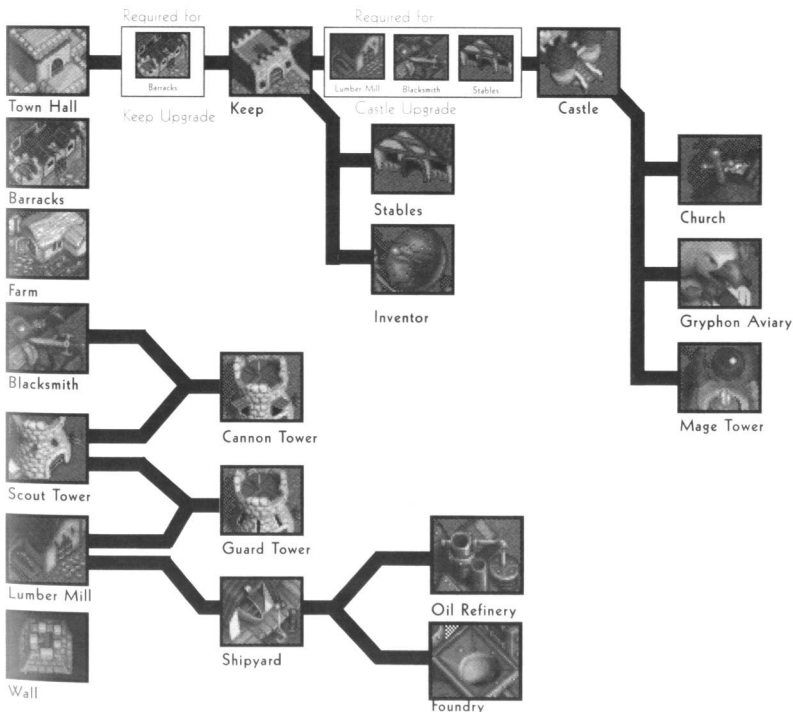 Required for
Required for
Barracks
Lumber Mill
Blacksmith
Stables
Town Hall
Keep Upgrade
Keep
Castle Upgrade
Castle
Barracks
Stables
Church
Farm
Inventor
Gryphon Aviary
Blacksmith
Cannon Tower
Mage Tower
Scout Tower
Guard Tower
Lumber Mill
Oil Refinery
Shipyard
Wall
Foundry